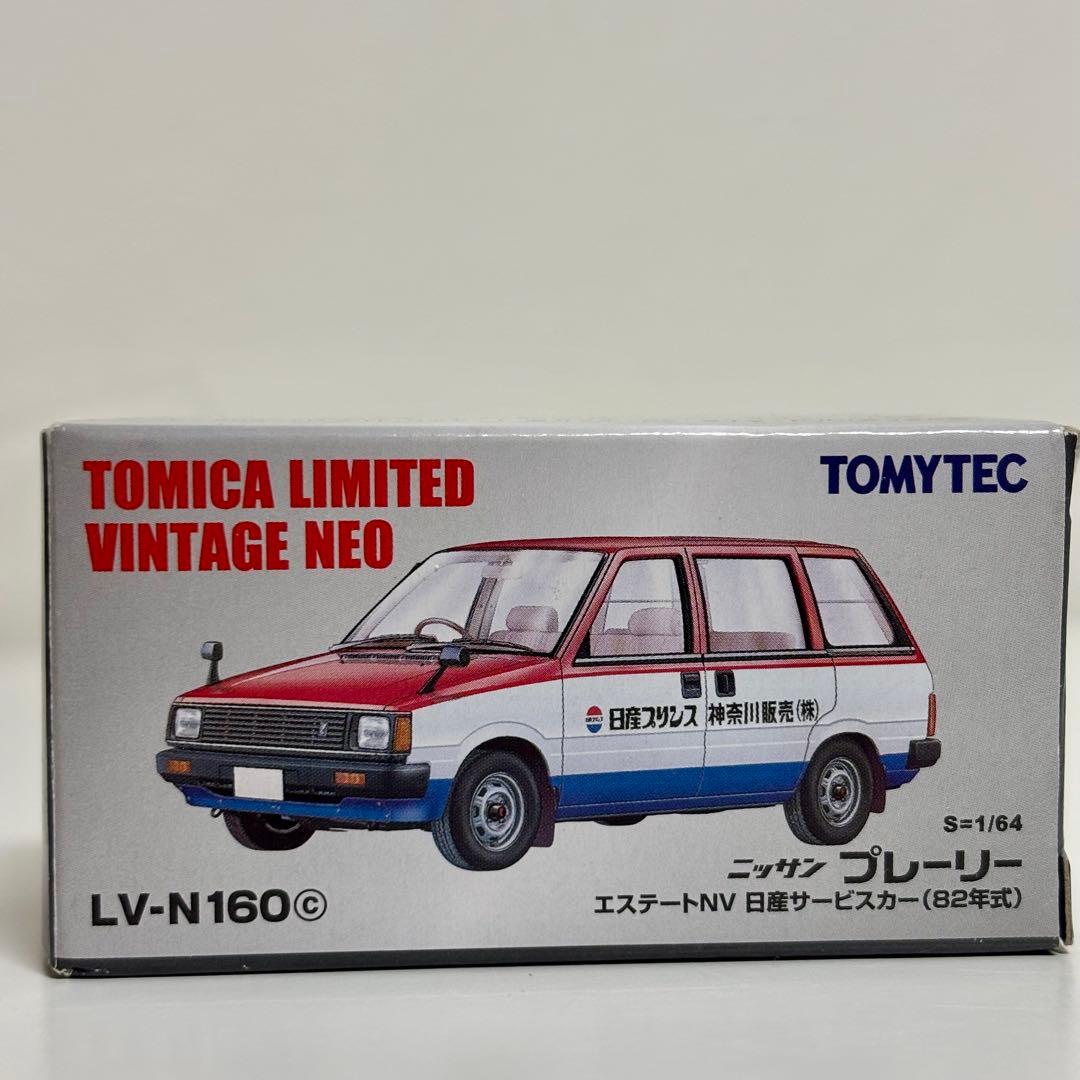 TOMICA LIMITED
VINTAGE NEO
TOMYTEC
日産プリンス 神奈川販売(株)
S=1/64
ニッサン プレーリー
エステートNV 日産サービスカー(82年式)
LV-N160ⓒ